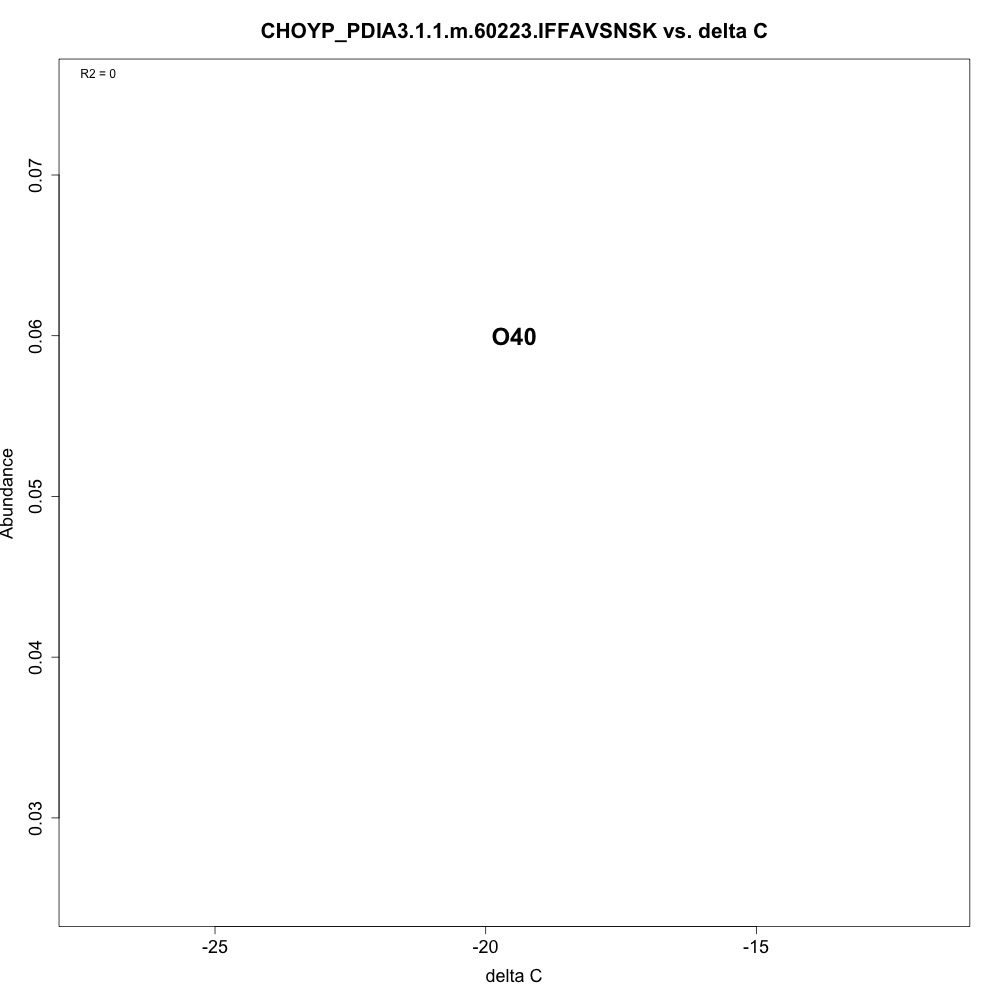 CHOYP_PDIA3.1.1.m.60223.IFFAVSNSK vs. delta C
R2 = 0
0.07
0.06
0.05
0.04
0.03
Abundance
O40
-25
-20
-15
delta C